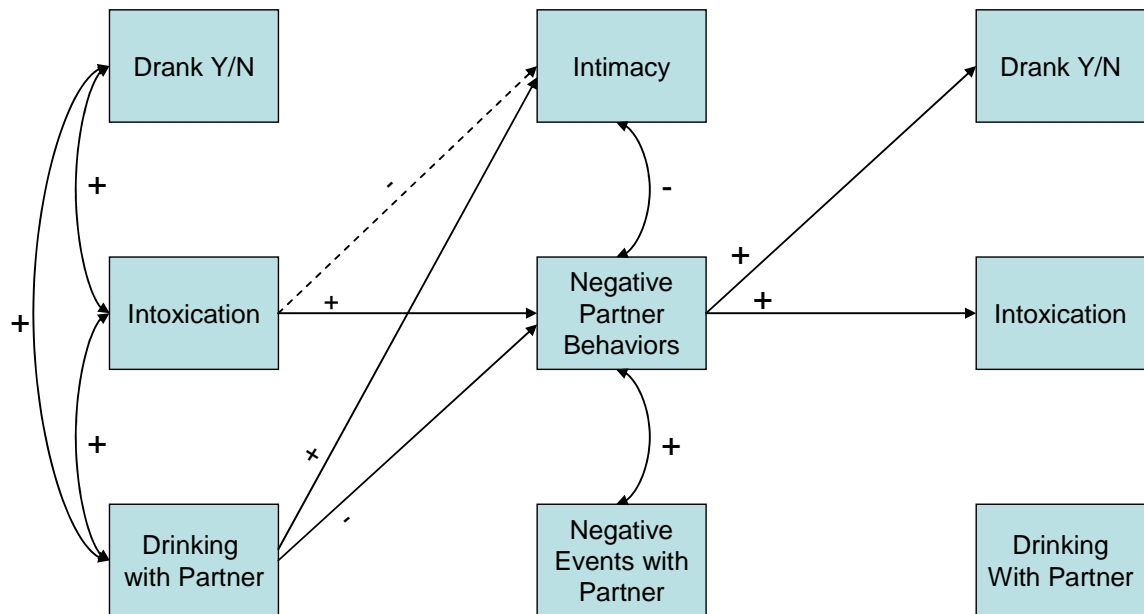 Drank Y/N
Intimacy
Drank Y/N
+
-
-
+
Intoxication
+
Negative
Partner
Behaviors
+
+
Intoxication
+
+
+
-
+
Drinking
with Partner
Negative
Events with
Partner
Drinking
With Partner